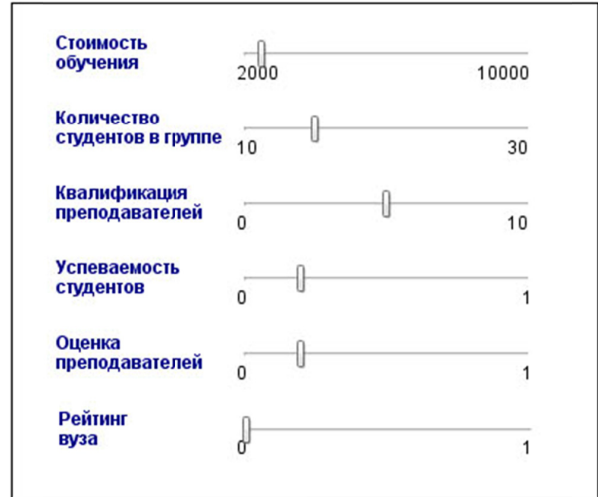 Стоимость
обучения
2000 10000
Количество
студентов в группе
10 30
Квалификация
преподавателей
0 10
Успеваемость
студентов
0 1
Оценка
преподавателей
0 1
Рейтинг
вуза
0 1